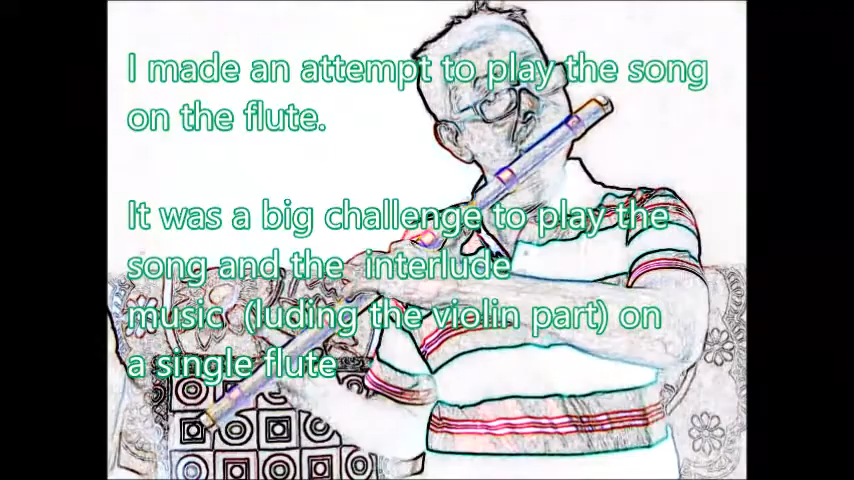 I made an attempt to play the song
on the flute.
It was a big challenge to play the
song and the interlude
music (luding the violin part) on
a single flute